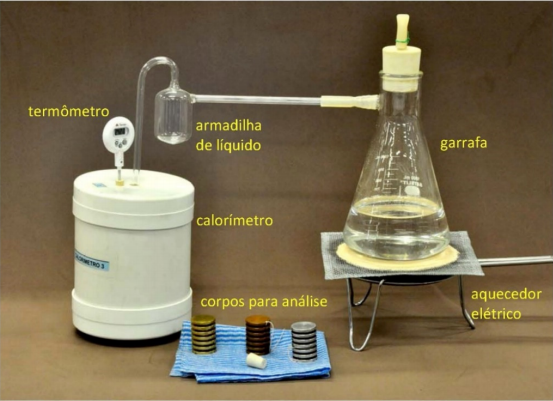 termômetro
armadilha
de líquido
garrafa
calorímetro
corpos para análise
aquecedor
elétrico